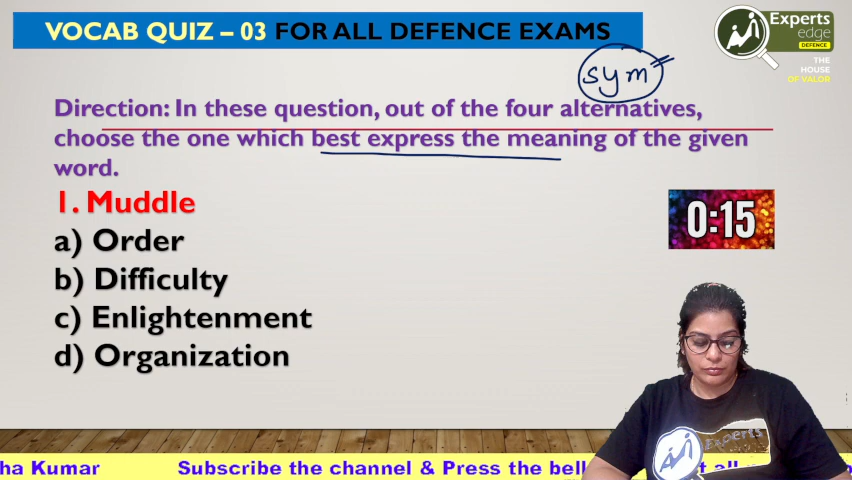 VOCAB QUIZ – 03 FOR ALL DEFENCE EXAMS
Experts
edge
DEFENCE
THE
HOUSE
OF VALOR
sym
Direction: In these question, out of the four alternatives,
choose the one which best express the meaning of the given
word.
1. Muddle
a) Order
b) Difficulty
c) Enlightenment
d) Organization
0:15
Experts
ha Kumar Subscribe the channel & Press the bell